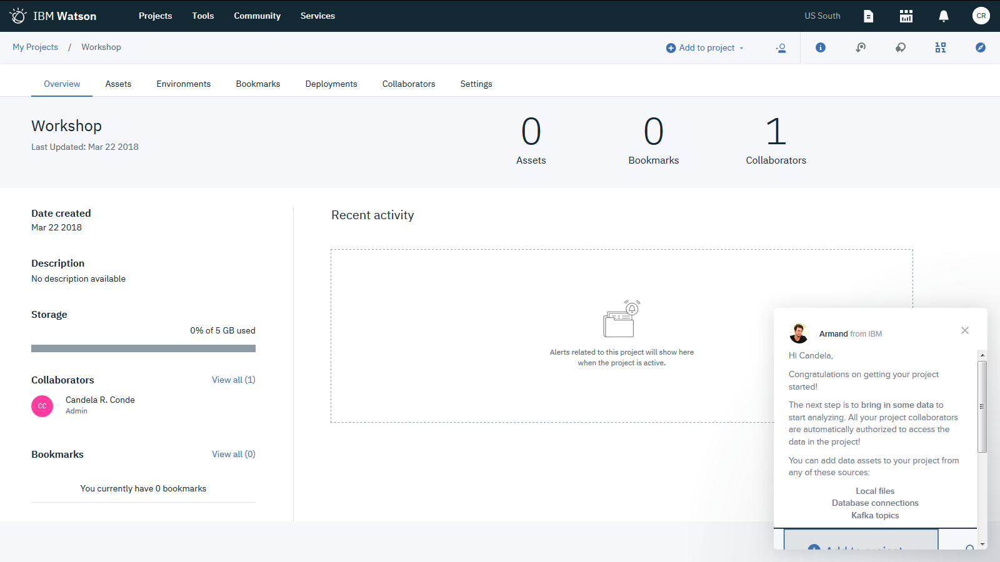 IBM Watson
Projects
Tools
Community
Services
US South
CR
My Projects / Workshop
Add to project
Overview
Assets
Environments
Bookmarks
Deployments
Collaborators
Settings
Workshop
Last Updated: Mar 22 2018
0
Assets
0
Bookmarks
1
Collaborators
Date created
Mar 22 2018
Description
No description available
Storage
0% of 5 GB used
Collaborators
View all (1)
CC
Candela R. Conde
Admin
Bookmarks
View all (0)
You currently have 0 bookmarks
Recent activity
Alerts related to this project will show here
when the project is active.
Armand from IBM
Hi Candela,
Congratulations on getting your project
started!
The next step is to bring in some data to
start analyzing. All your project collaborators
are automatically authorized to access the
data in the project!
You can add data assets to your project from
any of these sources:
Local files
Database connections
Kafka topics
Add to project